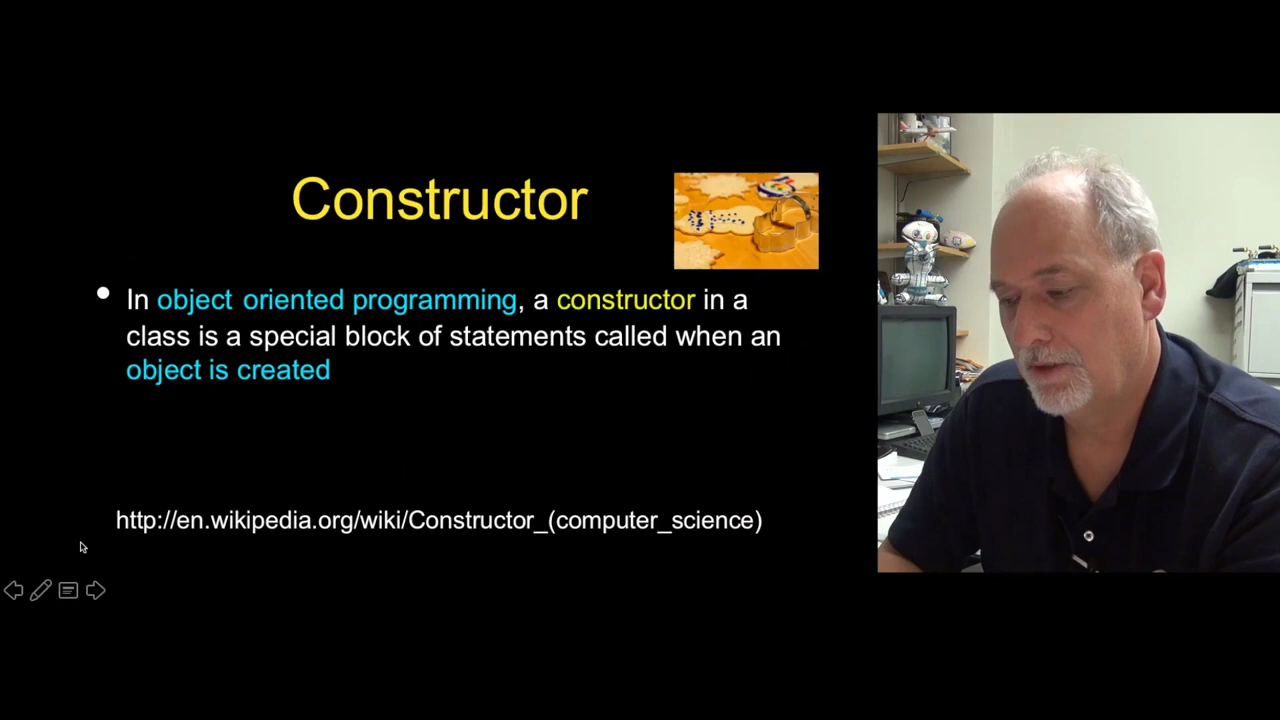 Constructor
• In object oriented programming, a constructor in a
class is a special block of statements called when an
object is created
http://en.wikipedia.org/wiki/Constructor_(computer_science)